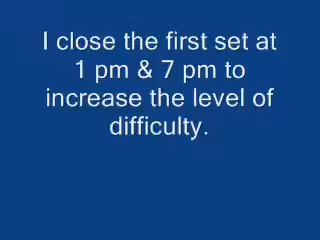 I close the first set at
1 pm & 7 pm to
increase the level of
difficulty.